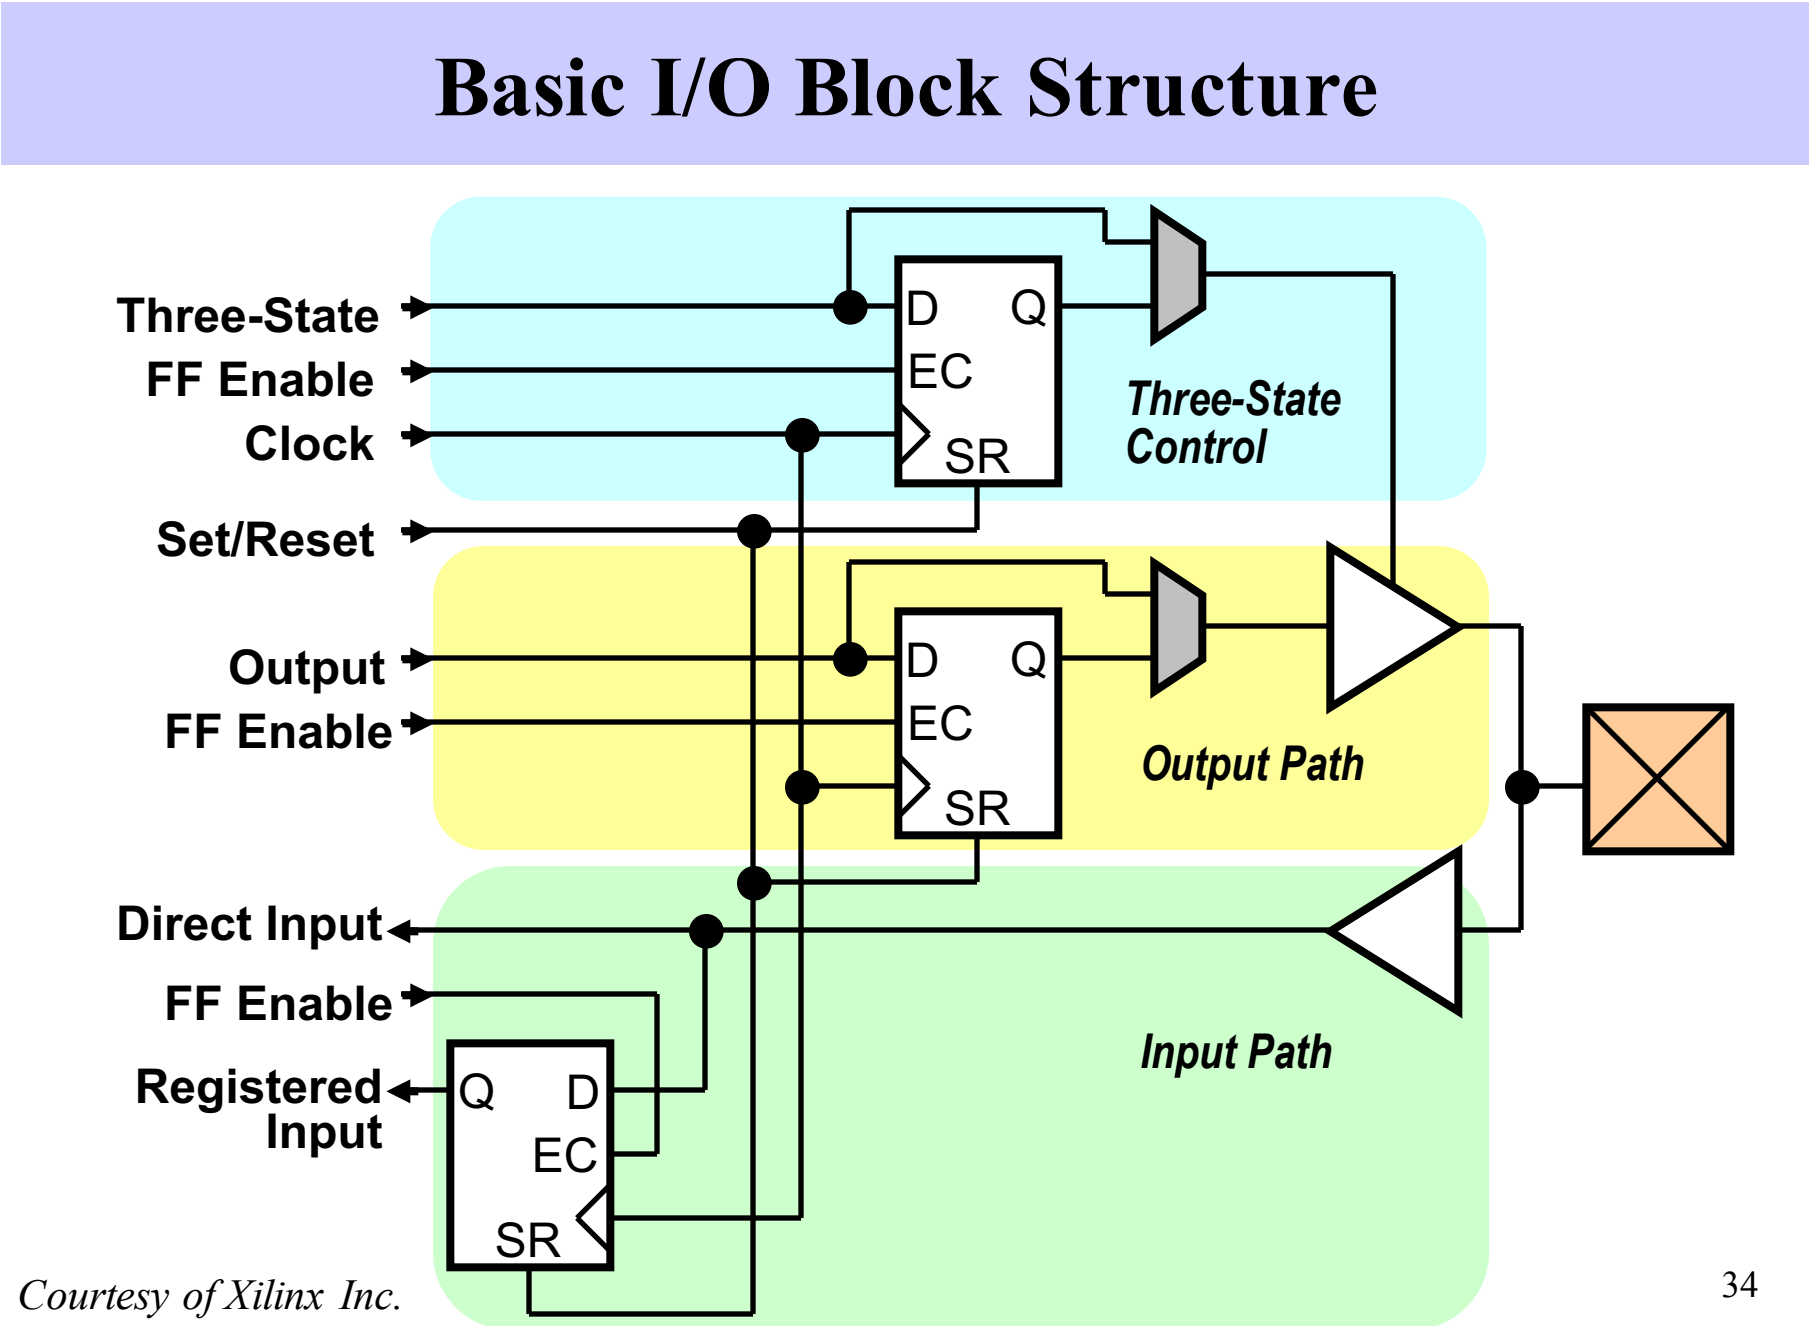 Basic I/O Block Structure
Three-State
FF Enable
Clock
Set/Reset
D Q
EC
SR
Three-State
Control
Output
FF Enable
D Q
EC
SR
Output Path
Direct Input
FF Enable
Registered
Input
Q D
EC
SR
Input Path
Courtesy of Xilinx Inc.
34